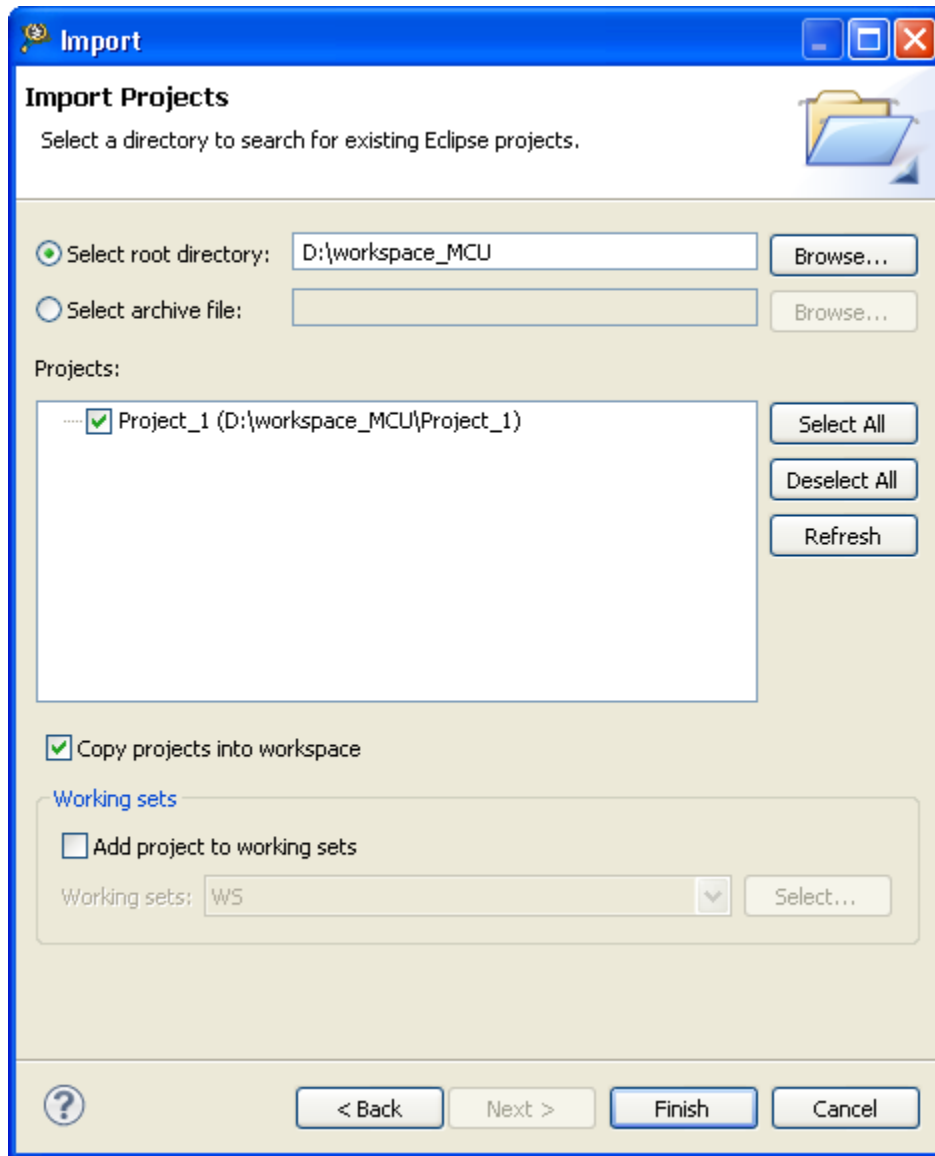 Import
Import Projects
Select a directory to search for existing Eclipse projects.
Select root directory: D:\workspace_MCU Browse...
Select archive file: Browse...
Projects:
Project_1 (D:\workspace_MCU\Project_1)
Select All
Deselect All
Refresh
Copy projects into workspace
Working sets
Add project to working sets
Working sets: WS Select...
< Back Next > Finish Cancel